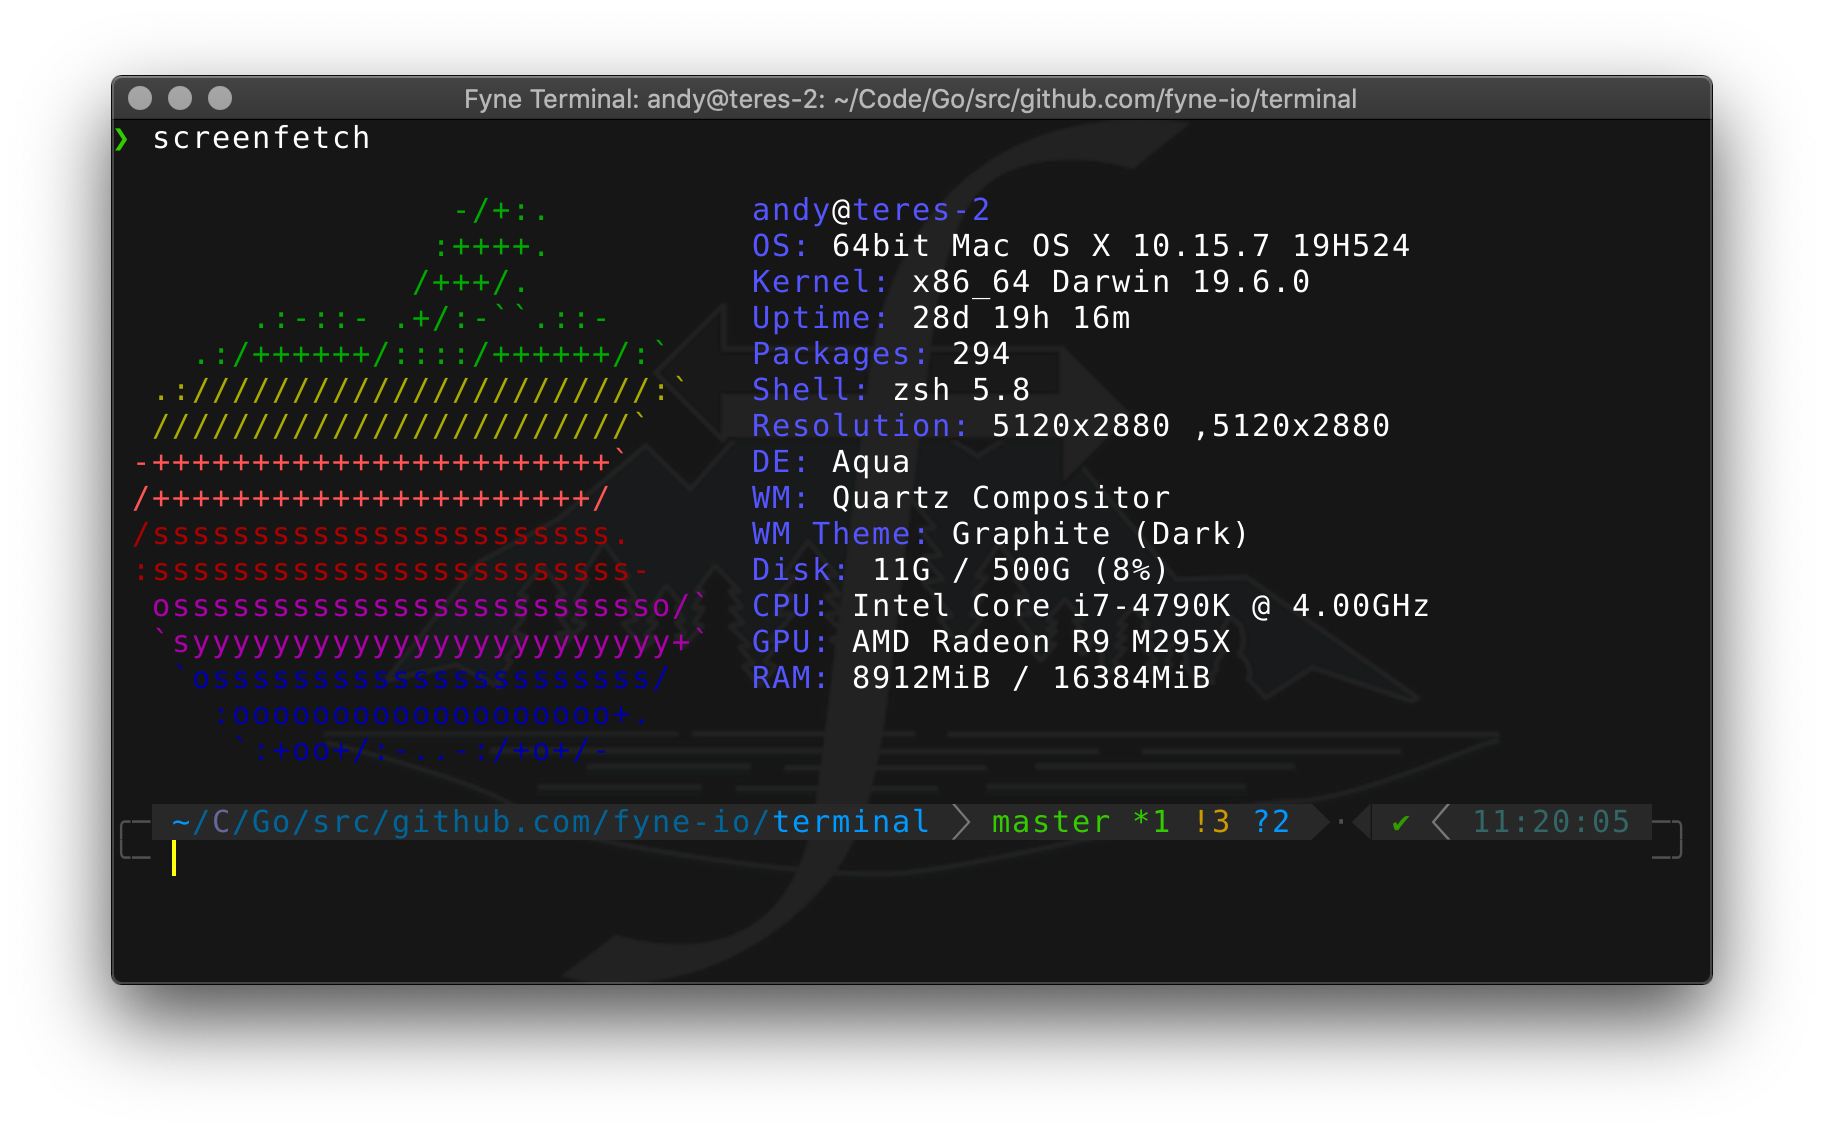 Fyne Terminal: andy@teres-2: ~/Code/Go/src/github.com/fyne-io/terminal
❯ screenfetch
-/+:. andy@teres-2
:++++. OS: 64bit Mac OS X 10.15.7 19H524
/+++/. Kernel: x86_64 Darwin 19.6.0
.:-::- .+/:-``.::- Uptime: 28d 19h 16m
.:/++++++/::::/++++++/:` Packages: 294
.:///////////////////////:` Shell: zsh 5.8
////////////////////////` Resolution: 5120x2880 ,5120x2880
-+++++++++++++++++++++++` DE: Aqua
/++++++++++++++++++++++/ WM: Quartz Compositor
/sssssssssssssssssssssss. WM Theme: Graphite (Dark)
:ssssssssssssssssssssssss- Disk: 11G / 500G (8%)
osssssssssssssssssssssssso/` CPU: Intel Core i7-4790K @ 4.00GHz
`syyyyyyyyyyyyyyyyyyyyyyyy+` GPU: AMD Radeon R9 M295X
`ossssssssssssssssssssss/ RAM: 8912MiB / 16384MiB
:ooooooooooooooooooo+.
`:+oo+/:-..-:/+o+/-
~/C/Go/src/github.com/fyne-io/terminal master *1 !3 ?2 · ✔ 11:20:05